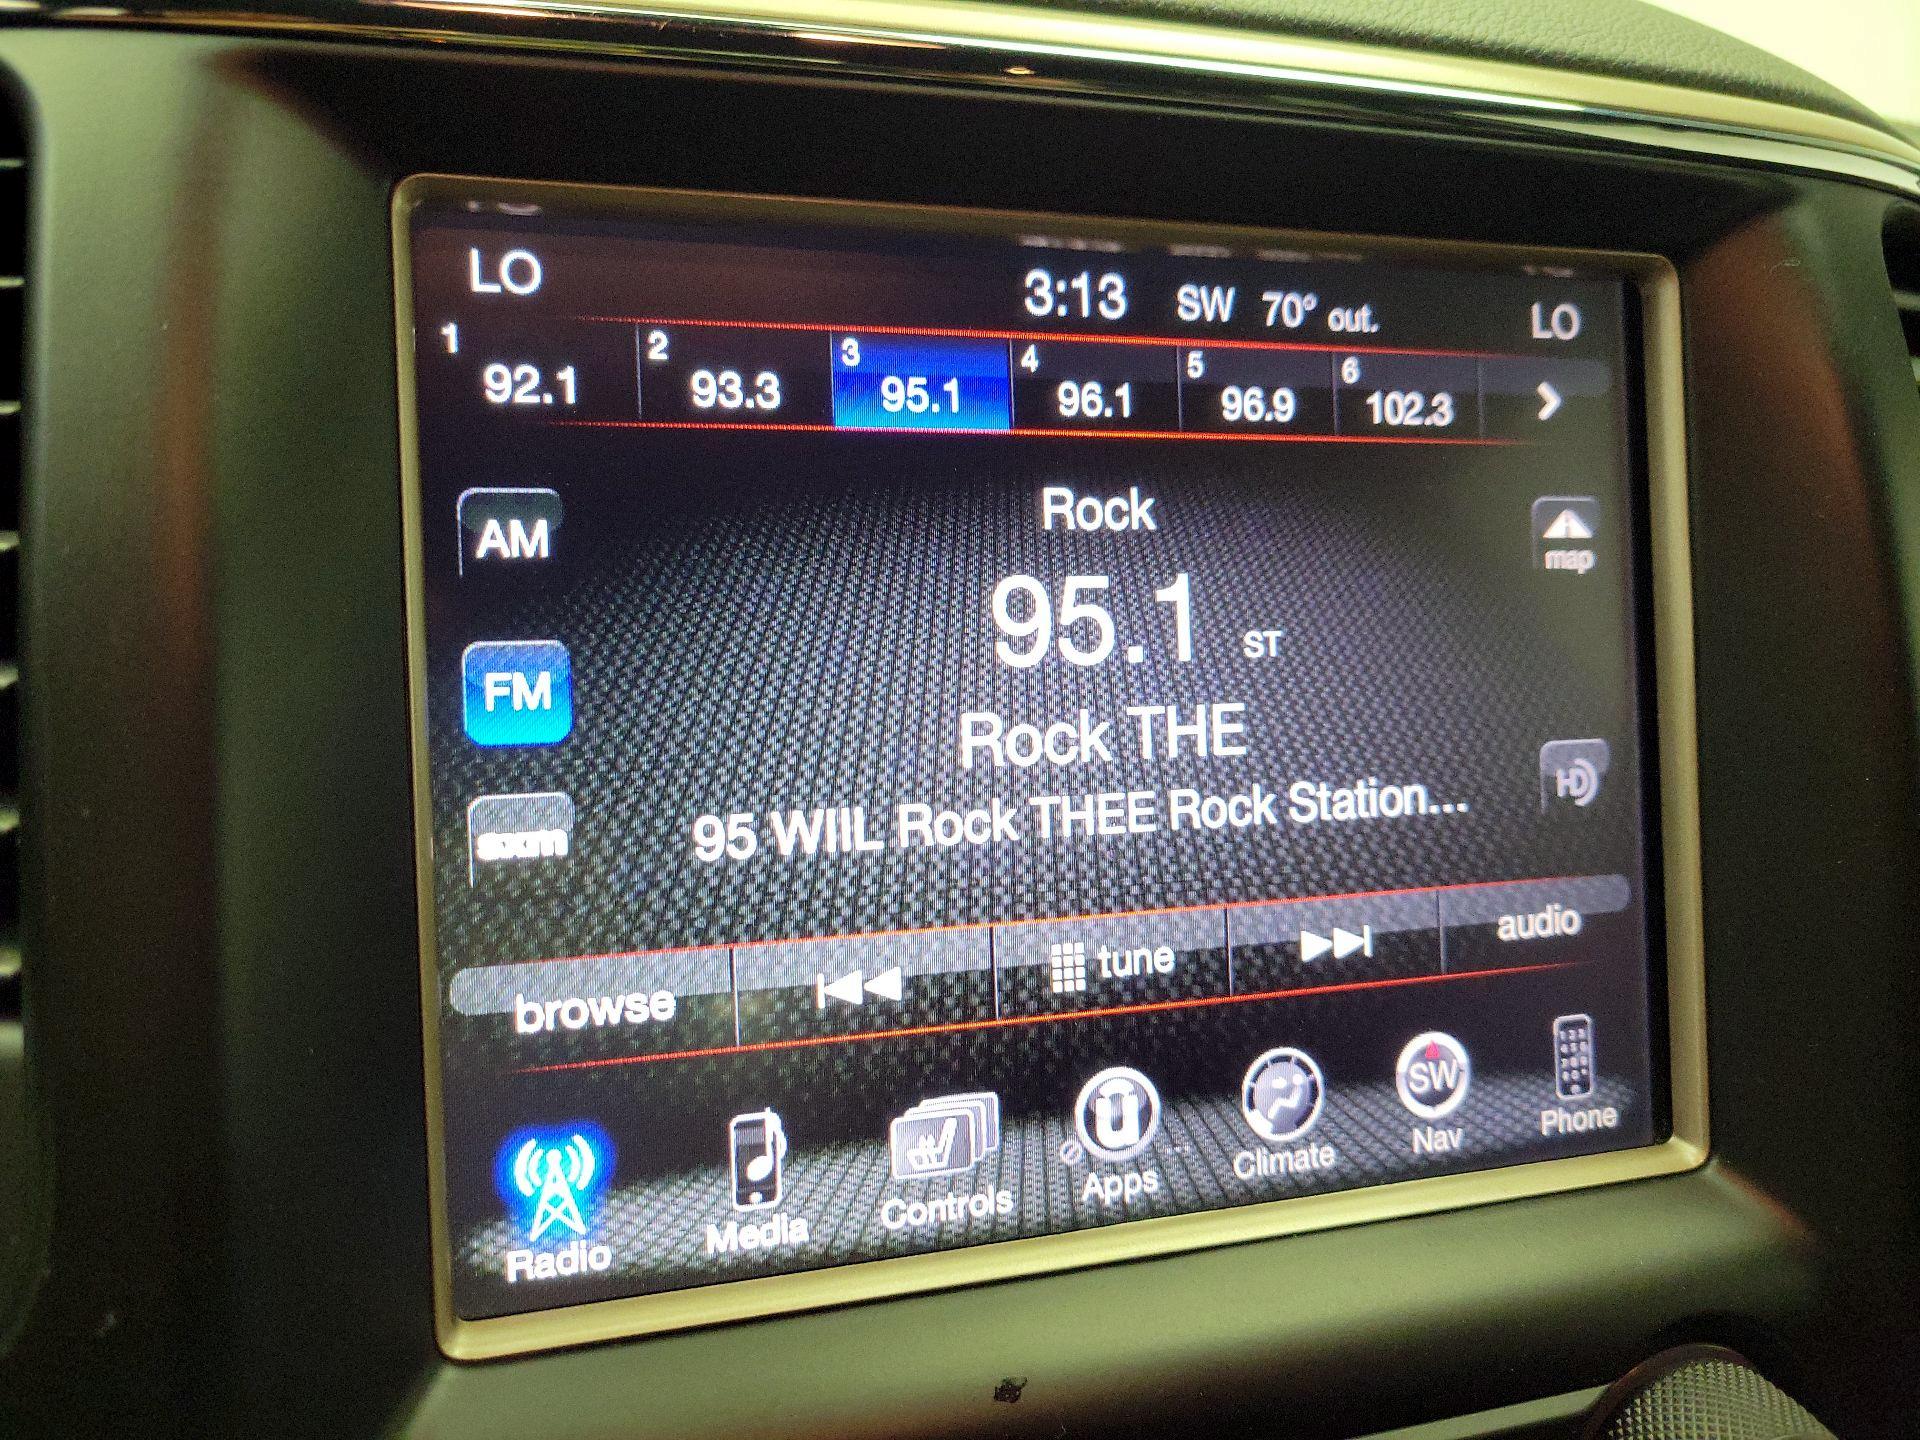 LO 3:13 SW 70° out. LO
1 92.1 2 93.3 3 95.1 4 96.1 5 96.9 6 102.3
Rock
AM
map
95.1 ST
FM
Rock THE
HD
95 WIIL Rock THEE Rock Station...
sxm
browse tune audio
SW
Radio Media Controls Apps Climate Nav Phone